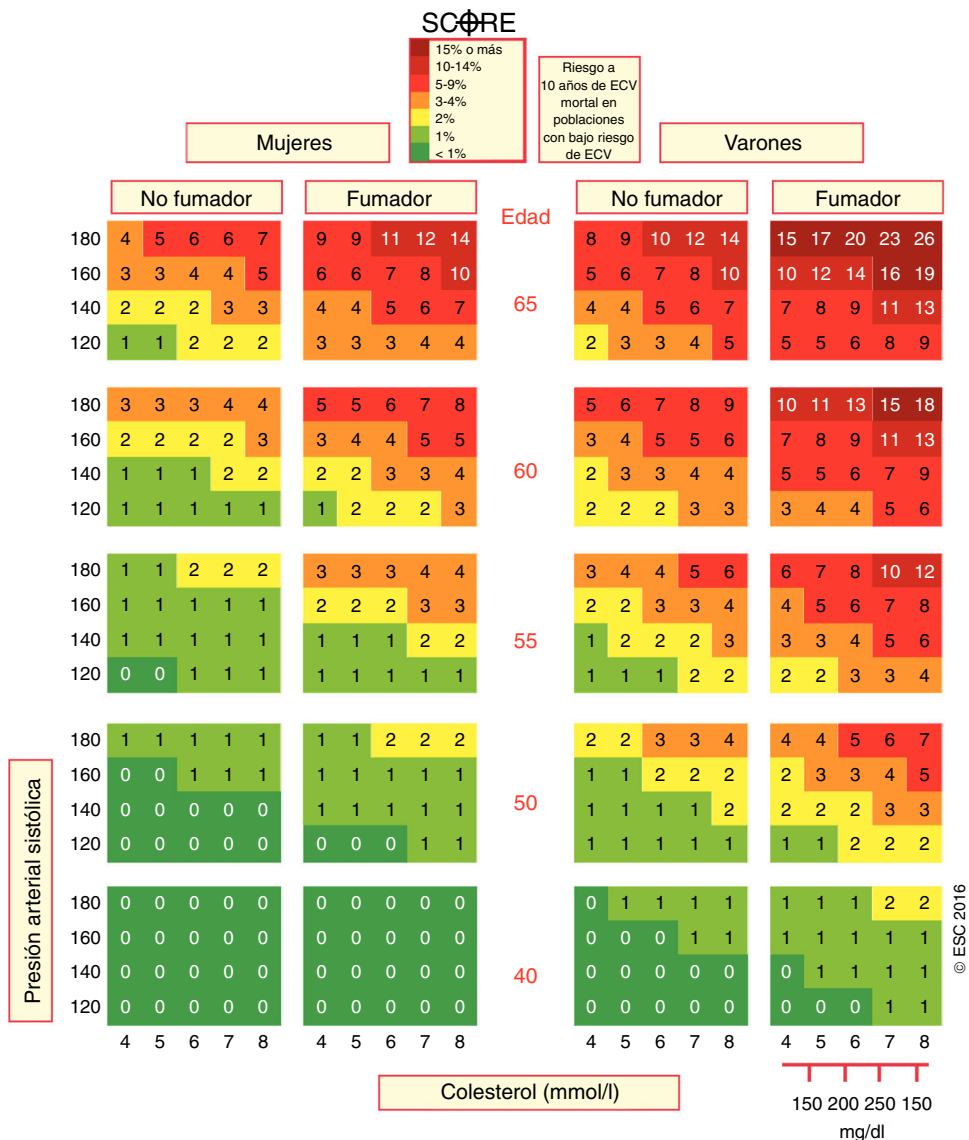 SCORE
15% o más
10-14%
5-9%
3-4%
2%
1%
< 1%
Riesgo a
10 años de ECV
mortal en
poblaciones
con bajo riesgo
de ECV
Mujeres
Varones
No fumador
Fumador
Edad
No fumador
Fumador
180 4 5 6 6 7 9 9 11 12 14 8 9 10 12 14 15 17 20 23 26
160 3 3 4 4 5 6 6 7 8 10 5 6 7 8 10 10 12 14 16 19
65
140 2 2 2 3 3 4 4 5 6 7 4 4 5 6 7 7 8 9 11 13
120 1 1 2 2 2 3 3 3 4 4 2 3 3 4 5 5 5 6 8 9
180 3 3 3 4 4 5 5 6 7 8 5 6 7 8 9 10 11 13 15 18
160 2 2 2 2 3 3 4 4 5 5 3 4 5 5 6 7 8 9 11 13
60
140 1 1 1 2 2 2 2 3 3 4 2 3 3 4 4 5 5 6 7 9
120 1 1 1 1 1 1 2 2 2 3 2 2 2 3 3 3 4 4 5 6
180 1 1 2 2 2 3 3 3 4 4 3 4 4 5 6 6 7 8 10 12
160 1 1 1 1 1 2 2 2 3 3 2 2 3 3 4 4 5 6 7 8
55
140 1 1 1 1 1 1 1 1 2 2 1 2 2 2 3 3 3 4 5 6
120 0 0 1 1 1 1 1 1 1 1 1 1 1 2 2 2 2 3 3 4
180 1 1 1 1 1 1 1 2 2 2 2 2 3 3 4 4 4 5 6 7
160 0 0 1 1 1 1 1 1 1 1 1 1 2 2 2 2 3 3 4 5
50
140 0 0 0 0 0 1 1 1 1 1 1 1 1 1 2 2 2 2 3 3
120 0 0 0 0 0 0 0 0 1 1 1 1 1 1 1 1 1 2 2 2
180 0 0 0 0 0 0 0 0 0 0 0 1 1 1 1 1 1 1 2 2
160 0 0 0 0 0 0 0 0 0 0 0 0 0 1 1 1 1 1 1 1
40
140 0 0 0 0 0 0 0 0 0 0 0 0 0 0 0 0 1 1 1 1
120 0 0 0 0 0 0 0 0 0 0 0 0 0 0 0 0 0 0 1 1
4 5 6 7 8 4 5 6 7 8 4 5 6 7 8 4 5 6 7 8
Presión arterial sistólica
Colesterol (mmol/l)
150 200 250 150
mg/dl
© ESC 2016